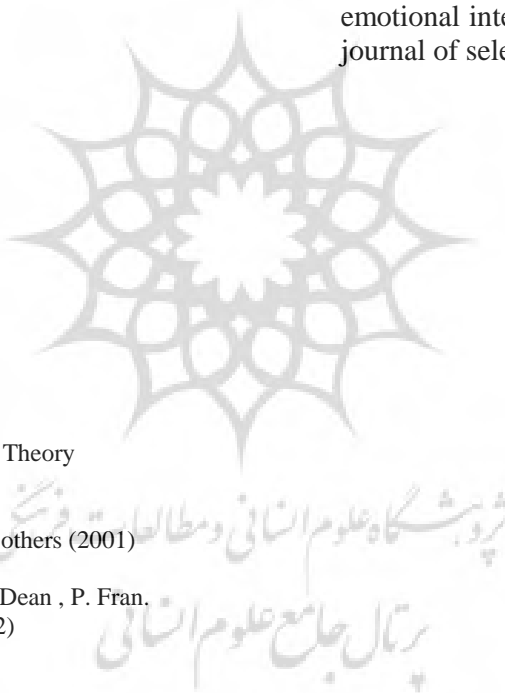 emotional inte
journal of sele
Theory
others (2001)
پژوهشگاه علوم انسانی و مطالعات فرهنگی
Dean , P. Fran.
2)
پرتال جامع علوم انسانی